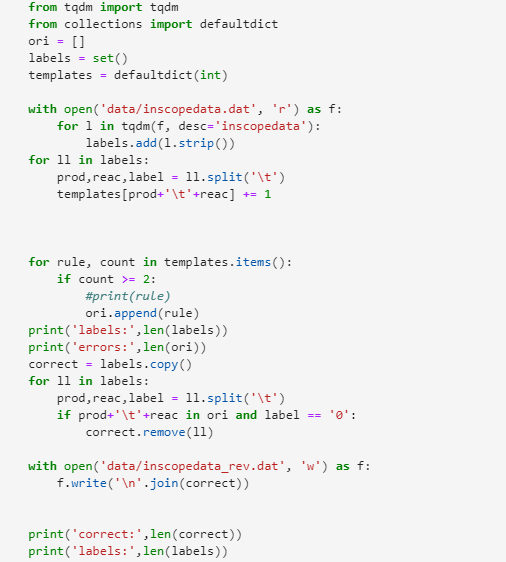 from tqdm import tqdm
from collections import defaultdict
ori = []
labels = set()
templates = defaultdict(int)
with open('data/inscopedata.dat', 'r') as f:
    for l in tqdm(f, desc='inscopedata'):
        labels.add(l.strip())
for ll in labels:
    prod,reac,label = ll.split('\t')
    templates[prod+'\t'+reac] += 1
for rule, count in templates.items():
    if count >= 2:
        #print(rule)
        ori.append(rule)
print('labels:',len(labels))
print('errors:',len(ori))
correct = labels.copy()
for ll in labels:
    prod,reac,label = ll.split('\t')
    if prod+'\t'+reac in ori and label == '0':
        correct.remove(ll)
with open('data/inscopedata_rev.dat', 'w') as f:
    f.write('\n'.join(correct))
print('correct:',len(correct))
print('labels:',len(labels))